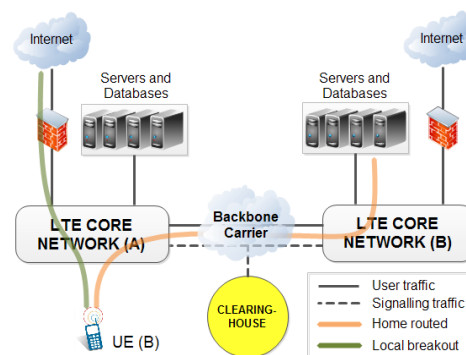 Internet
Internet
Servers and
Databases
Servers and
Databases
LTE CORE
NETWORK (A)
Backbone
Carrier
LTE CORE
NETWORK (B)
CLEARING-
HOUSE
UE (B)
User traffic
Signalling traffic
Home routed
Local breakout